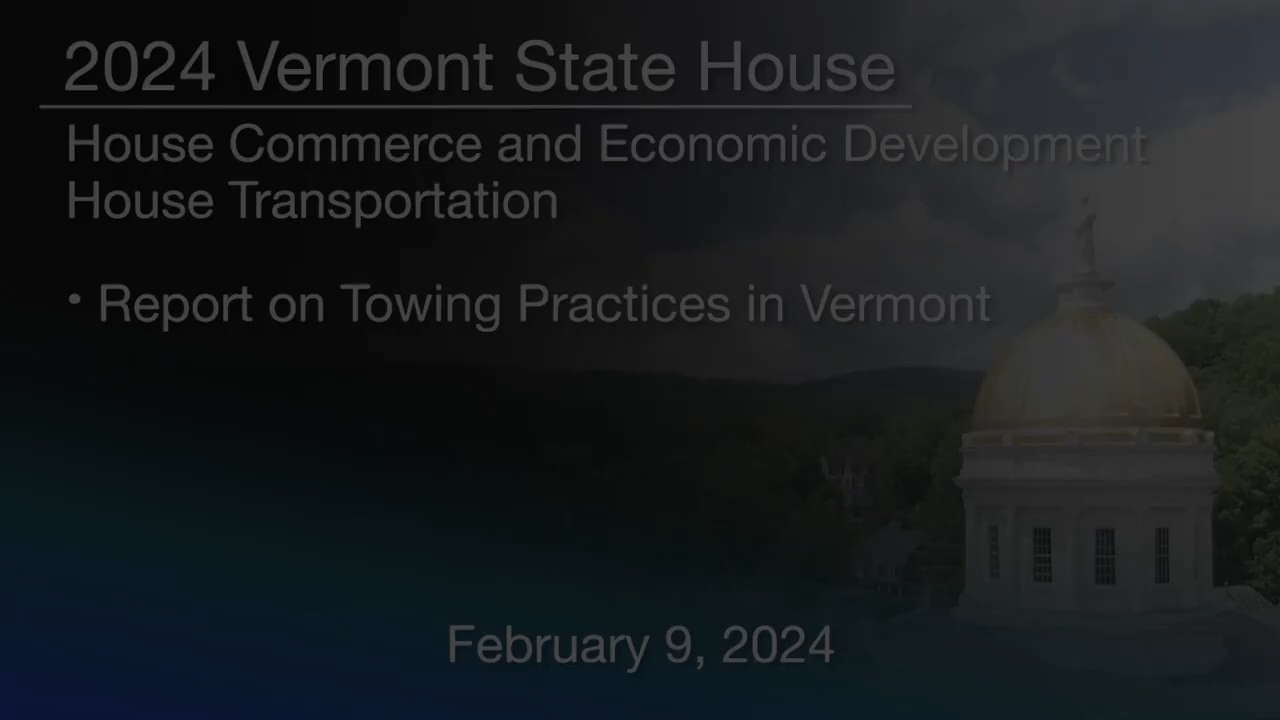 2024 Vermont State House
House Commerce and Economic Development
House Transportation
• Report on Towing Practices in Vermont
February 9, 2024